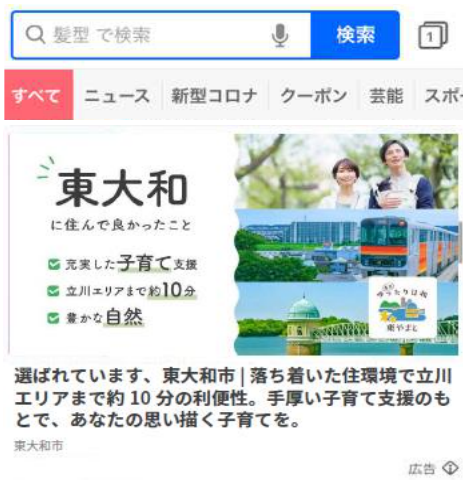 髪型 で検索
検索
1
すべて ニュース 新型コロナ クーポン 芸能 スポ
東大和
に住んで良かったこと
充実した子育て支援
立川エリアまで約10分
豊かな自然
東やまと
選ばれています、東大和市 | 落ち着いた住環境で立川
エリアまで約 10 分の利便性。手厚い子育て支援のも
とで、あなたの思い描く子育てを。
東大和市
広告